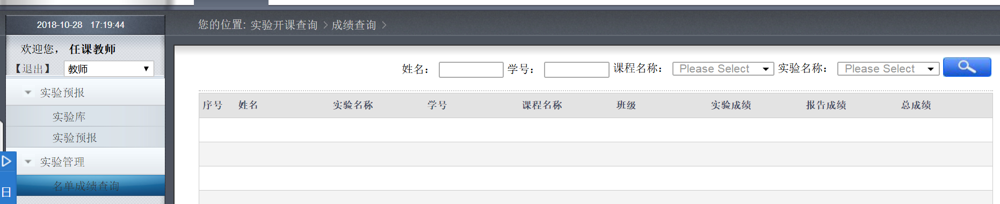 2018-10-28 17:19:44
您的位置: 实验开课查询 > 成绩查询 >
欢迎您， 任课教师
【退出】 教师
姓名： 学号： 课程名称： Please Select 实验名称： Please Select
实验预报
实验库
实验预报
实验管理
名单成绩查询
日
序号 姓名 实验名称 学号 课程名称 班级 实验成绩 报告成绩 总成绩